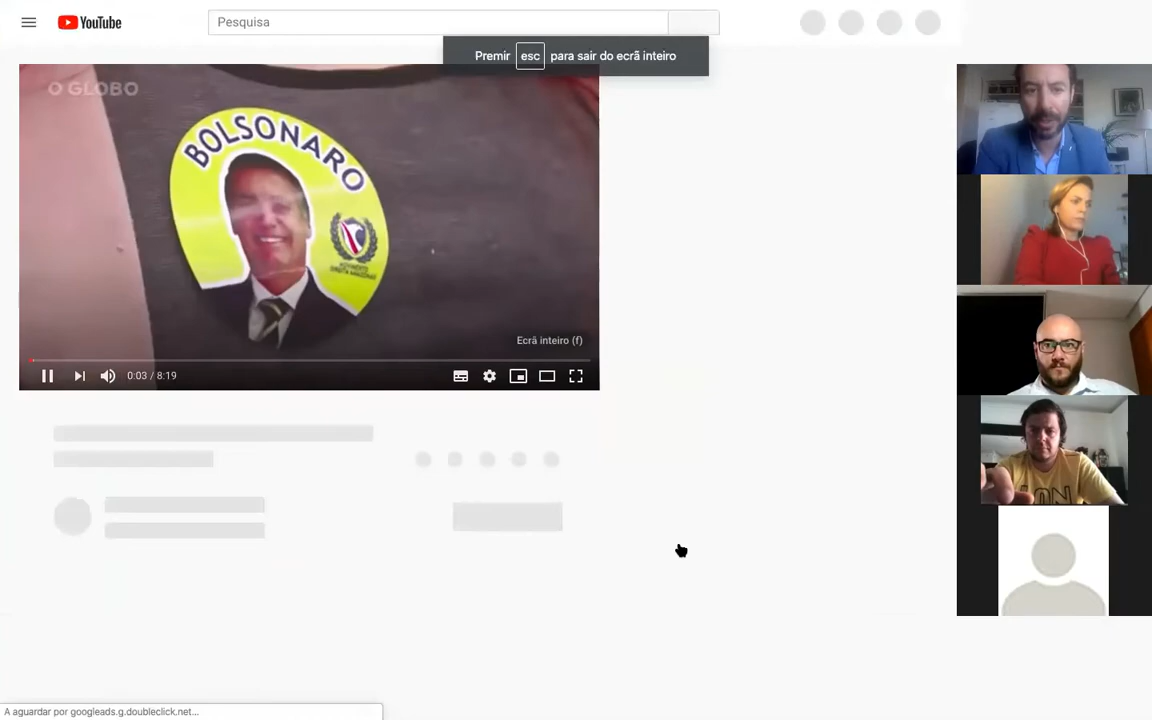 YouTube
Pesquisa
Premir esc para sair do ecrã inteiro
O GLOBO
BOLSONARO
Ecrã inteiro (f)
0:03 / 8:19
LON
A aguardar por googleads.g.doubleclick.net...